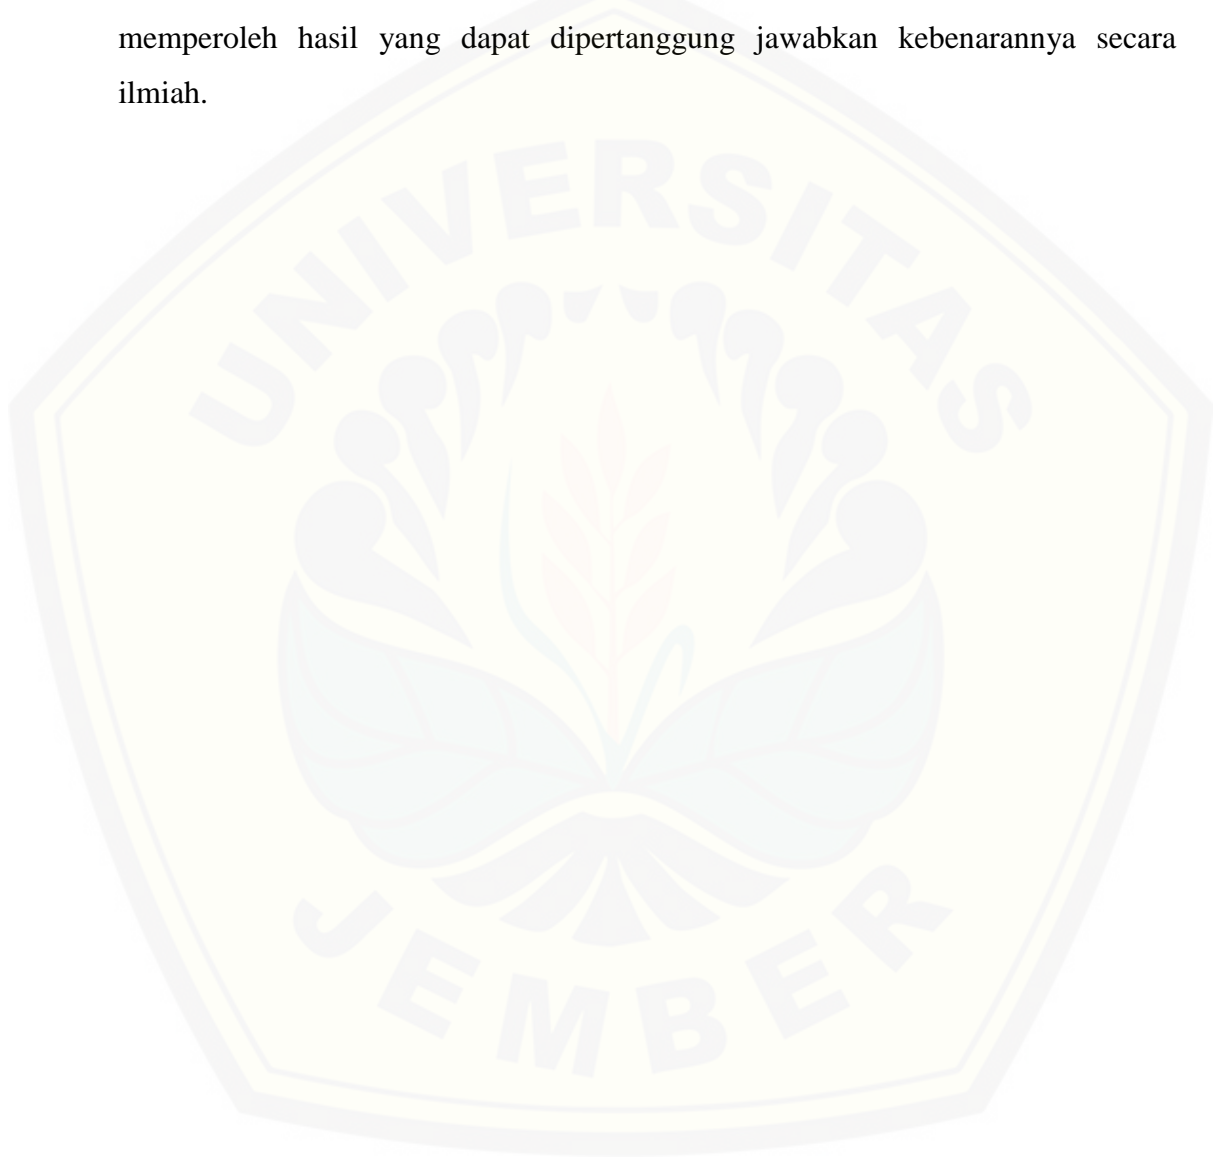 memperoleh hasil yang dapat dipertanggung jawabkan kebenarannya secara
ilmiah.
UNIVERSITAS
JEMBER